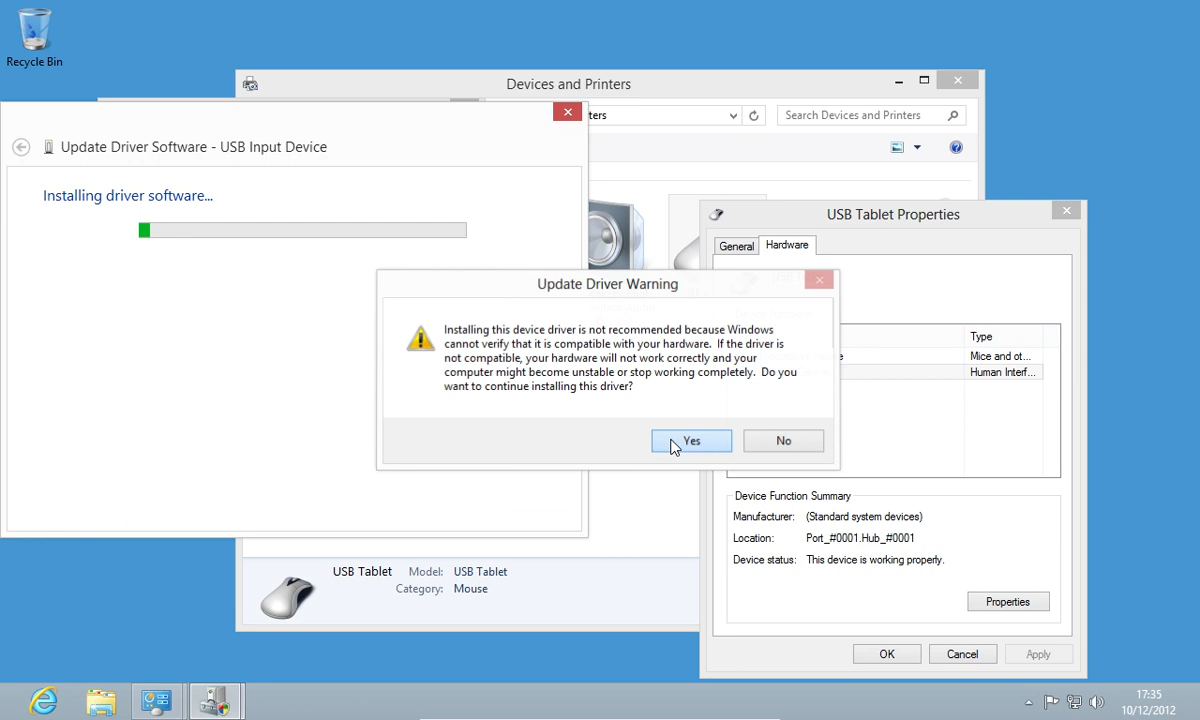 Recycle Bin
Devices and Printers
ters
Search Devices and Printers
Update Driver Software - USB Input Device
Installing driver software...
USB Tablet Properties
General
Hardware
Type
Mice and ot...
Human Interf...
Update Driver Warning
Installing this device driver is not recommended because Windows
cannot verify that it is compatible with your hardware. If the driver
is not compatible, your hardware will not work correctly and your
computer might become unstable or stop working completely. Do you
want to continue installing this driver?
Yes
No
Device Function Summary
Manufacturer: (Standard system devices)
Location: Port_#0001.Hub_#0001
Device status: This device is working properly.
Properties
OK
Cancel
Apply
USB Tablet
Model: USB Tablet
Category: Mouse
17:35
10/12/2012